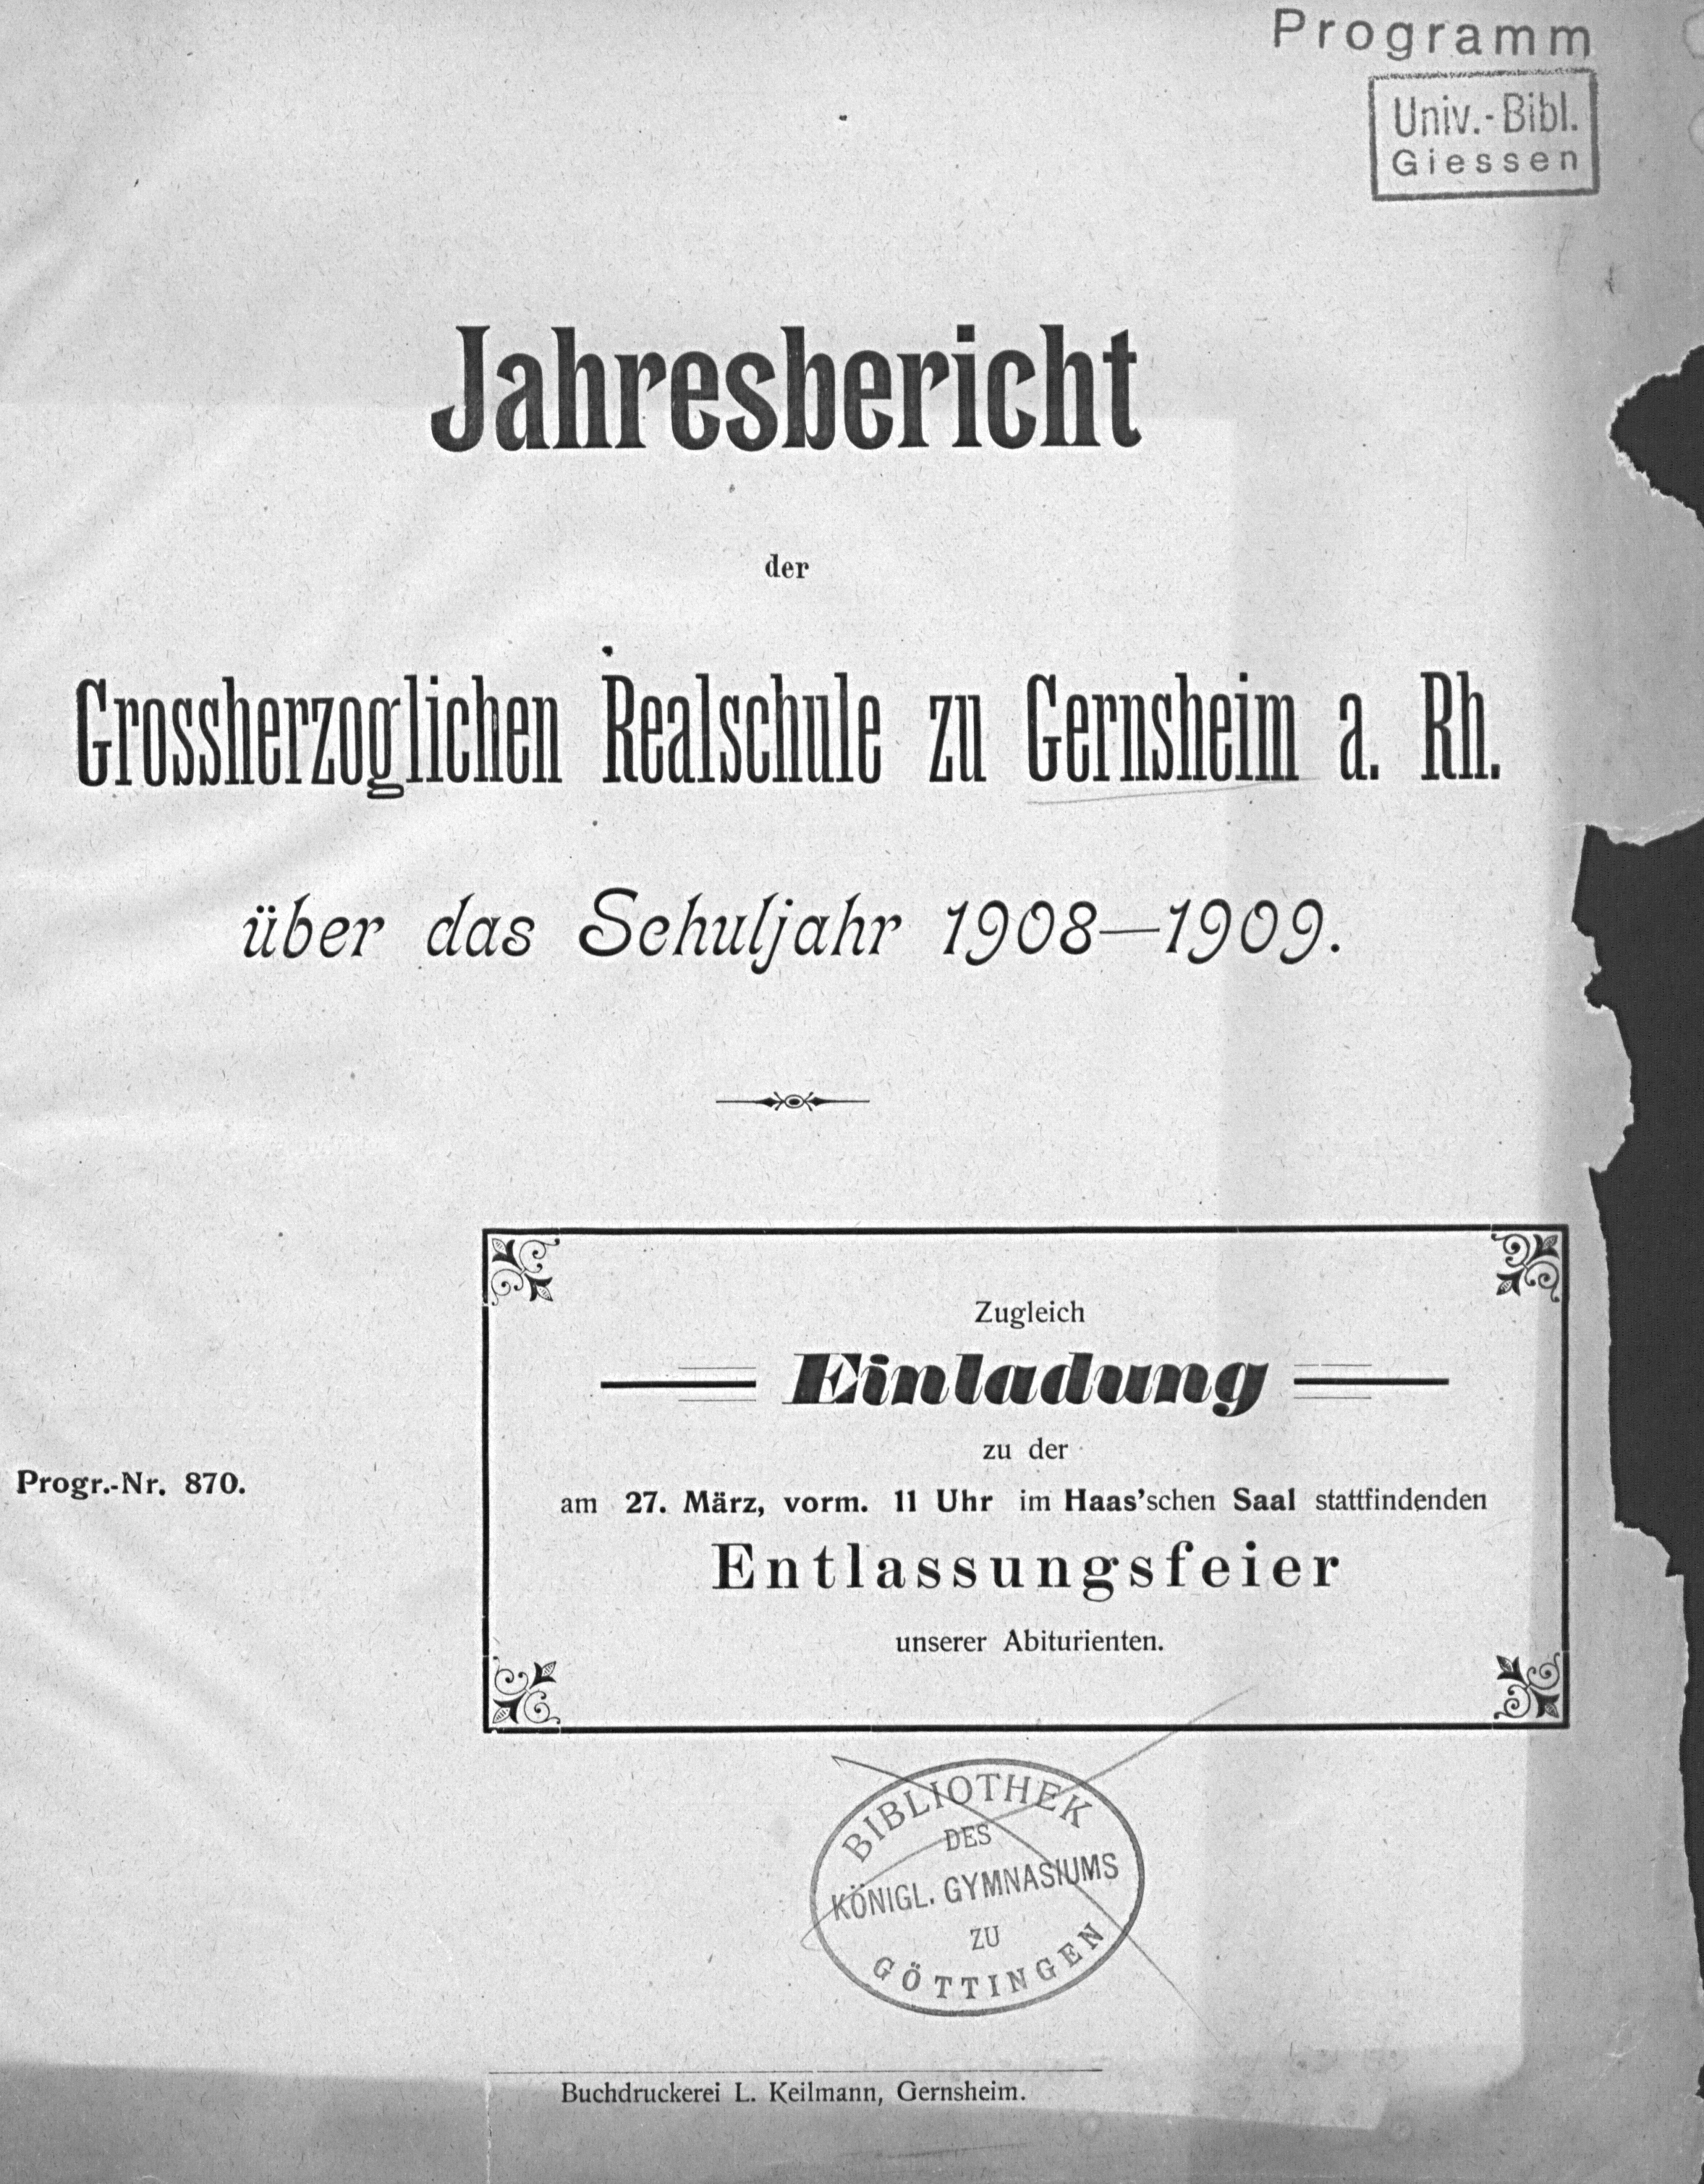 Programm
Univ.-Bibl.
Giessen
Jahresbericht
der
Grossherzoglichen Realschule zu Gernsheim a. Rh.
über das Schuljahr 1908—1909.
Zugleich
Einladung
zu der
am 27. März, vorm. 11 Uhr im Haas'schen Saal stattfindenden
Entlassungsfeier
unserer Abiturienten.
Progr.-Nr. 870.
BIBLIOTHEK
DES
KÖNIGL. GYMNASIUMS
ZU
GÖTTINGEN
Buchdruckerei L. Keilmann, Gernsheim.